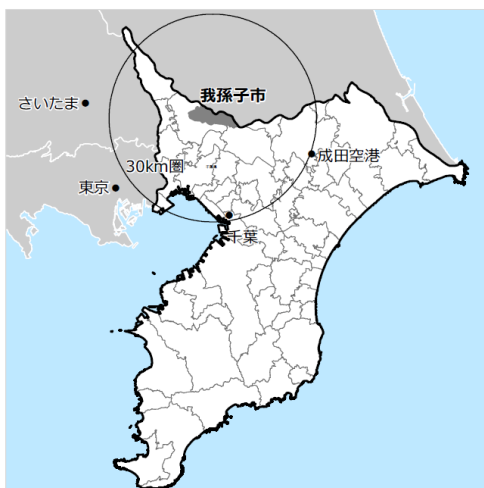 我孫子市
さいたま
成田空港
30km圏
東京
千葉